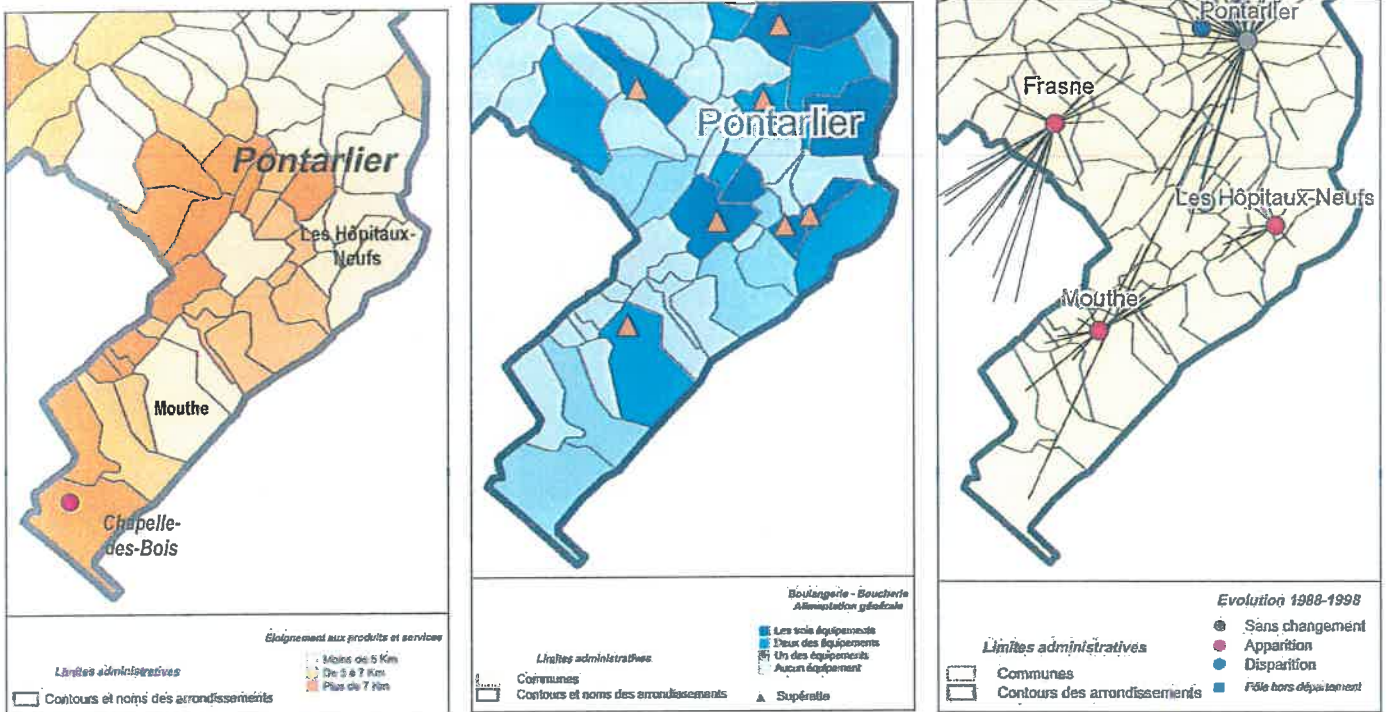 Pontarlier
Les Hôpitaux-
Neufs
Mouthe
Chapelle-
des-Bois
Eloignement aux produits et services
Limites administratives
Moins de 5 Km
De 5 à 7 Km
Plus de 7 Km
Contours et noms des arrondissements
Pontarlier
Boulangerie - Boucherie
Alimentation générale
Les trois équipements
Deux des équipements
Un des équipements
Aucun équipement
Limites administratives
Communes
Contours et noms des arrondissements
Supérette
Pontarlier
Frasne
Les Hôpitaux-Neufs
Mouthe
Evolution 1988-1998
Sans changement
Apparition
Disparition
Pôle hors département
Limites administratives
Communes
Contours des arrondissements